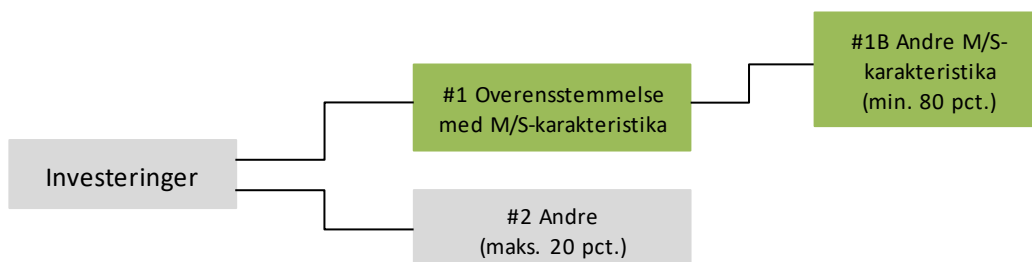 #1B Andre M/S-
karakteristika
(min. 80 pct.)
#1 Overensstemmelse
med M/S-karakteristika
Investeringer
#2 Andre
(maks. 20 pct.)